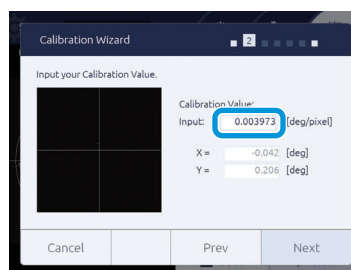 Calibration Wizard
2
Input your Calibration Value.
Calibration Value:
Input: 0.003973 [deg/pixel]
X = -0.042 [deg]
Y = 0.206 [deg]
Cancel
Prev
Next